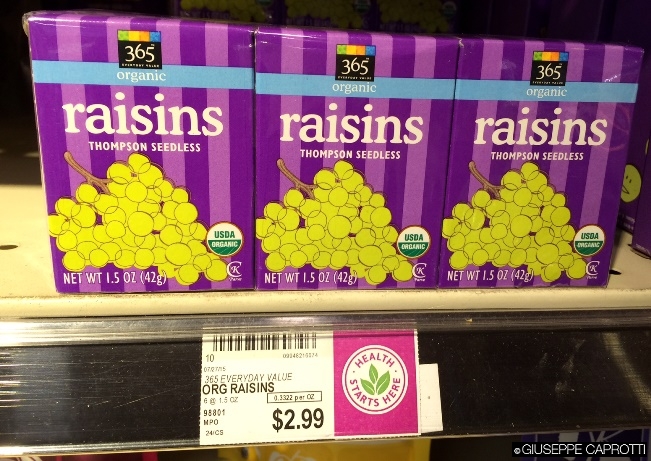 365
EVERYDAY VALUE
organic
raisins
THOMPSON SEEDLESS
USDA
ORGANIC
NET WT 1.5 OZ (42g)
K
365
EVERYDAY VALUE
organic
raisins
THOMPSON SEEDLESS
USDA
ORGANIC
NET WT 1.5 OZ (42g)
K
365
EVERYDAY VALUE
organic
raisins
THOMPSON SEEDLESS
USDA
ORGANIC
NET WT 1.5 OZ (42g)
K
10
07/27/15
365 EVERYDAY VALUE
ORG RAISINS
6 @ 1.5 OZ
0.3322 per OZ
98801
MPO
24/CS
$2.99
HEALTH
STARTS HERE
©GIUSEPPE CAPROTTI